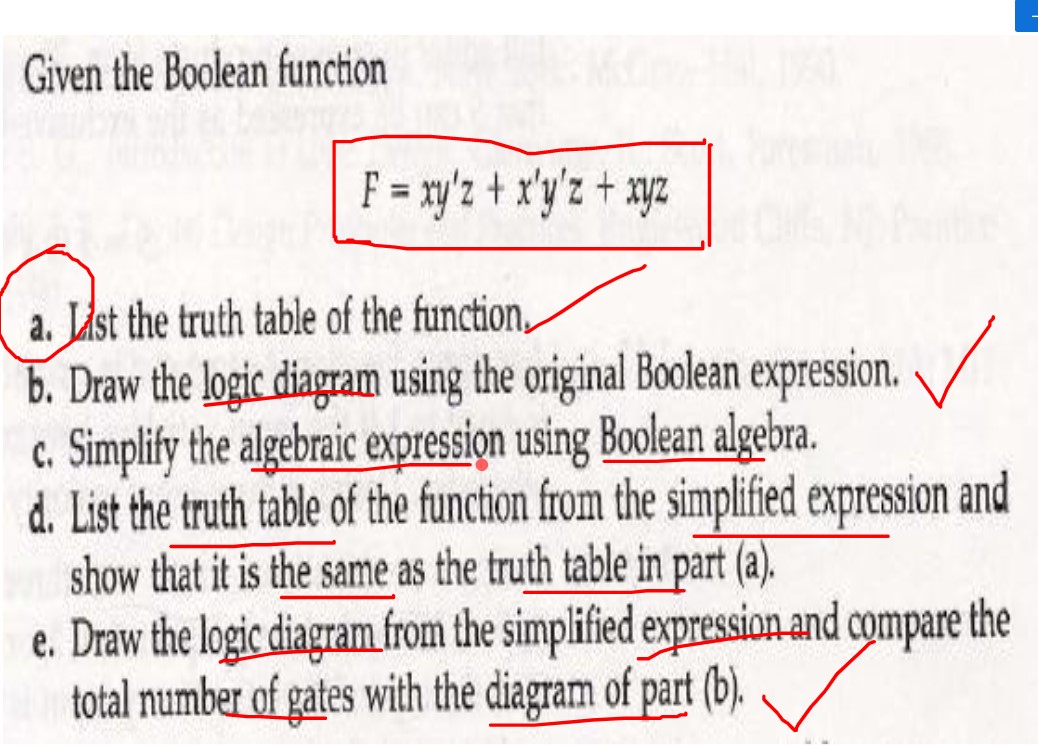 Given the Boolean function
F = xy'z + x'y'z + xyz
a. List the truth table of the function.
b. Draw the logic diagram using the original Boolean expression.
c. Simplify the algebraic expression using Boolean algebra.
d. List the truth table of the function from the simplified expression and
show that it is the same as the truth table in part (a).
e. Draw the logic diagram from the simplified expression and compare the
total number of gates with the diagram of part (b).